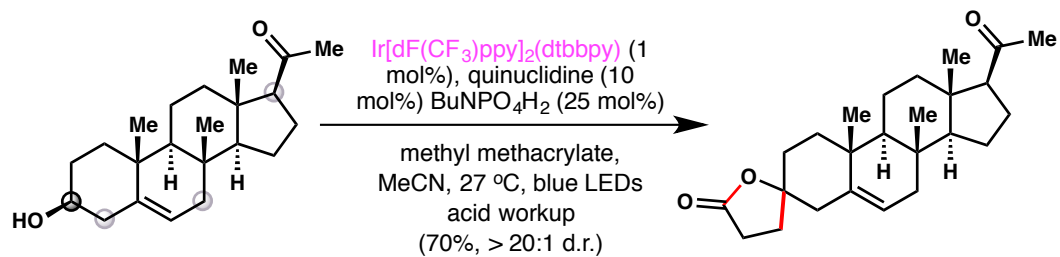 O
Me
Me
Me
Me
H
H
HO
Ir[dF(CF₃)ppy]₂(dtbbpy) (1
mol%), quinuclidine (10
mol%) BuNPO₄H₂ (25 mol%)
methyl methacrylate,
MeCN, 27 ºC, blue LEDs
acid workup
(70%, > 20:1 d.r.)
O
Me
Me
Me
Me
H
H
O
O